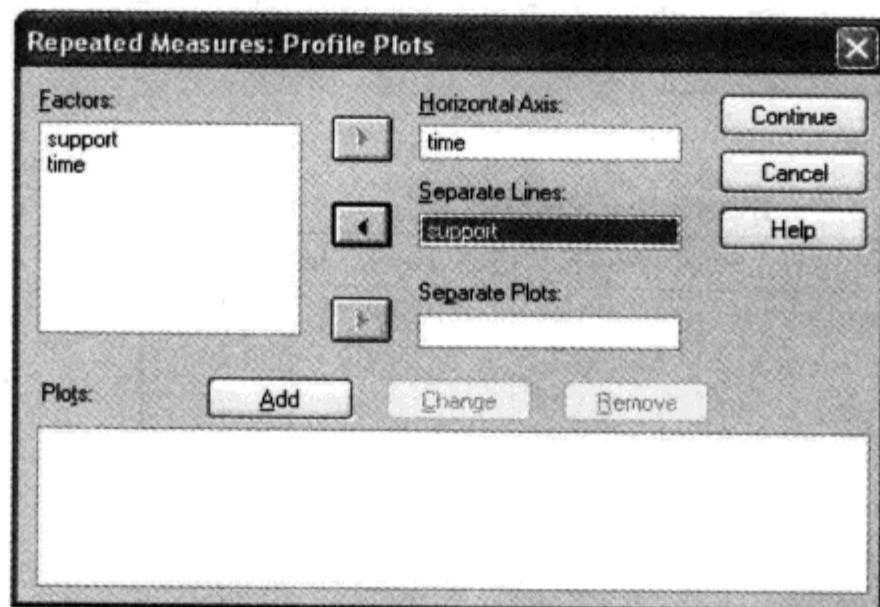 Repeated Measures: Profile Plots
Factors:
support
time
Horizontal Axis:
time
Separate Lines:
support
Separate Plots:
Continue
Cancel
Help
Plots:
Add
Change
Remove